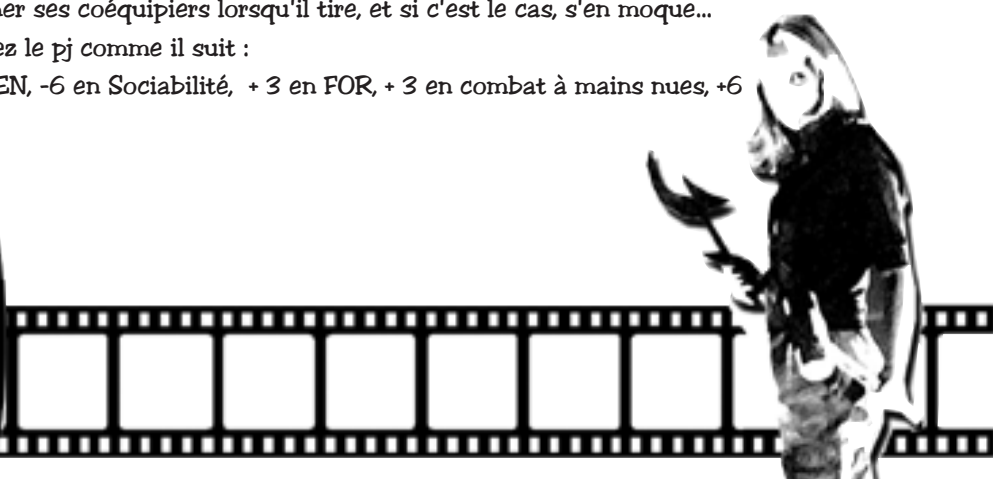 er ses coéquipiers lorsqu'il tire, et si c'est le cas, s'en moque...
ez le pj comme il suit :
EN, -6 en Sociabilité, + 3 en FOR, + 3 en combat à mains nues, +6